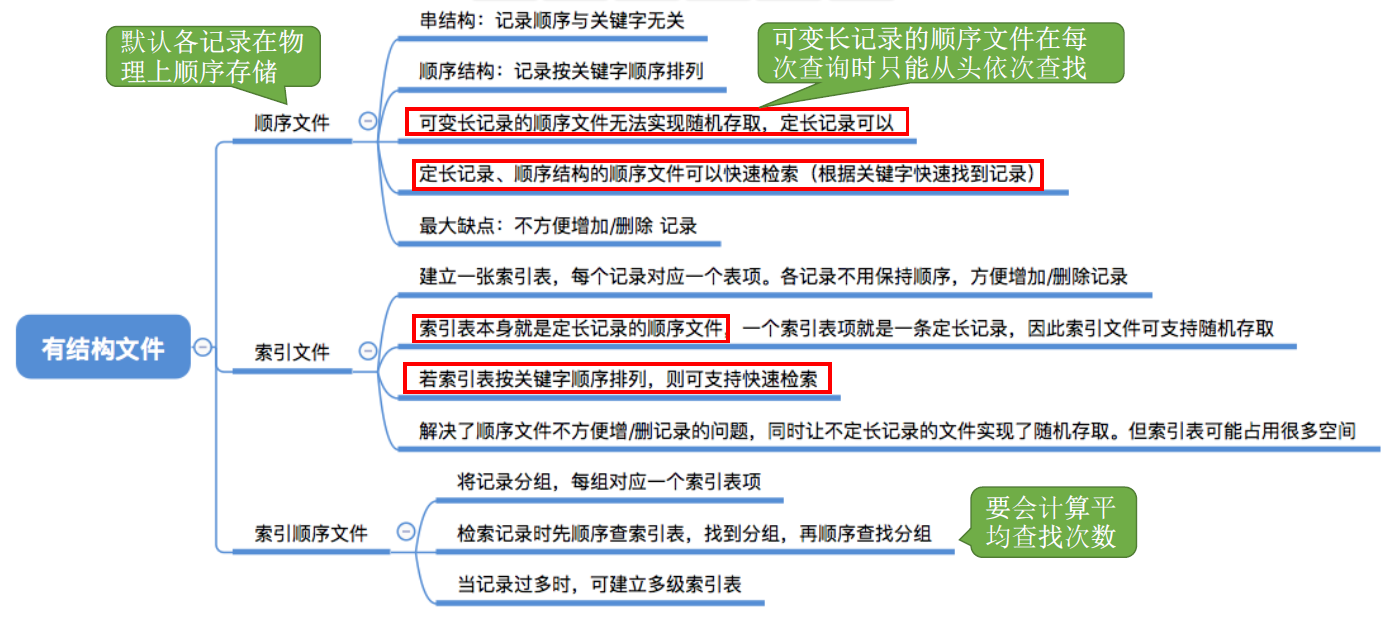 串结构：记录顺序与关键字无关
默认各记录在物
理上顺序存储
可变长记录的顺序文件在每
次查询时只能从头依次查找
顺序结构：记录按关键字顺序排列
顺序文件
可变长记录的顺序文件无法实现随机存取，定长记录可以
定长记录、顺序结构的顺序文件可以快速检索（根据关键字快速找到记录）
最大缺点：不方便增加/删除 记录
建立一张索引表，每个记录对应一个表项。各记录不用保持顺序，方便增加/删除记录
索引表本身就是定长记录的顺序文件，一个索引表项就是一条定长记录，因此索引文件可支持随机存取
有结构文件
索引文件
若索引表按关键字顺序排列，则可支持快速检索
解决了顺序文件不方便增/删记录的问题，同时让不定长记录的文件实现了随机存取。但索引表可能占用很多空间
将记录分组，每组对应一个索引表项
索引顺序文件
检索记录时先顺序查索引表，找到分组，再顺序查找分组
要会计算平
均查找次数
当记录过多时，可建立多级索引表